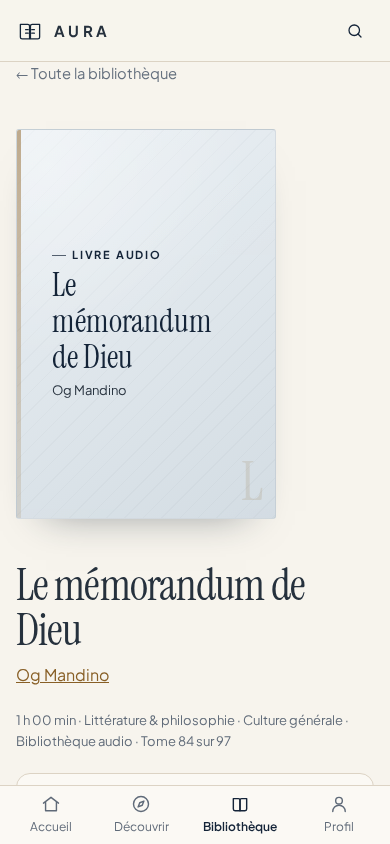 AURA
← Toute la bibliothèque
— LIVRE AUDIO
Le
mémorandum
de Dieu
Og Mandino
L
Le mémorandum de
Dieu
Og Mandino
1 h 00 min · Littérature & philosophie · Culture générale ·
Bibliothèque audio · Tome 84 sur 97
Accueil
Découvrir
Bibliothèque
Profil